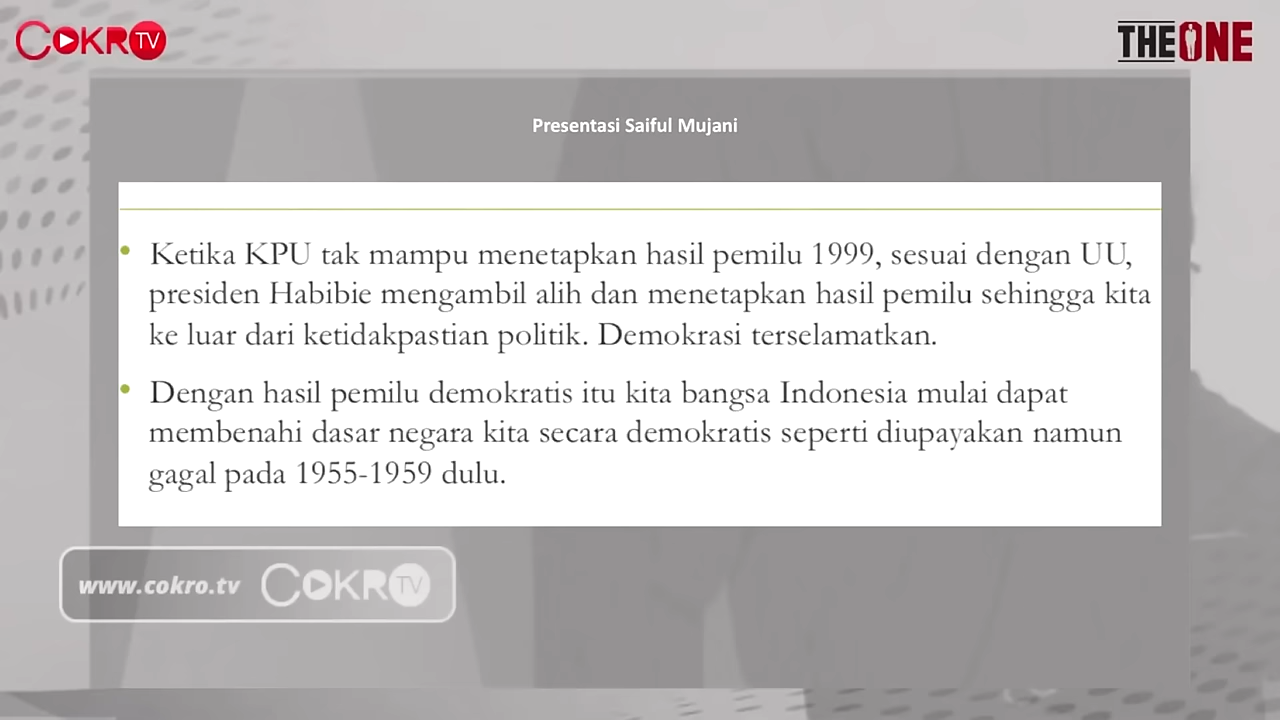 COKRO TV
THE ONE
Presentasi Saiful Mujani
• Ketika KPU tak mampu menetapkan hasil pemilu 1999, sesuai dengan UU,
presiden Habibie mengambil alih dan menetapkan hasil pemilu sehingga kita
ke luar dari ketidakpastian politik. Demokrasi terselamatkan.
• Dengan hasil pemilu demokratis itu kita bangsa Indonesia mulai dapat
membenahi dasar negara kita secara demokratis seperti diupayakan namun
gagal pada 1955-1959 dulu.
www.cokro.tv COKRO TV